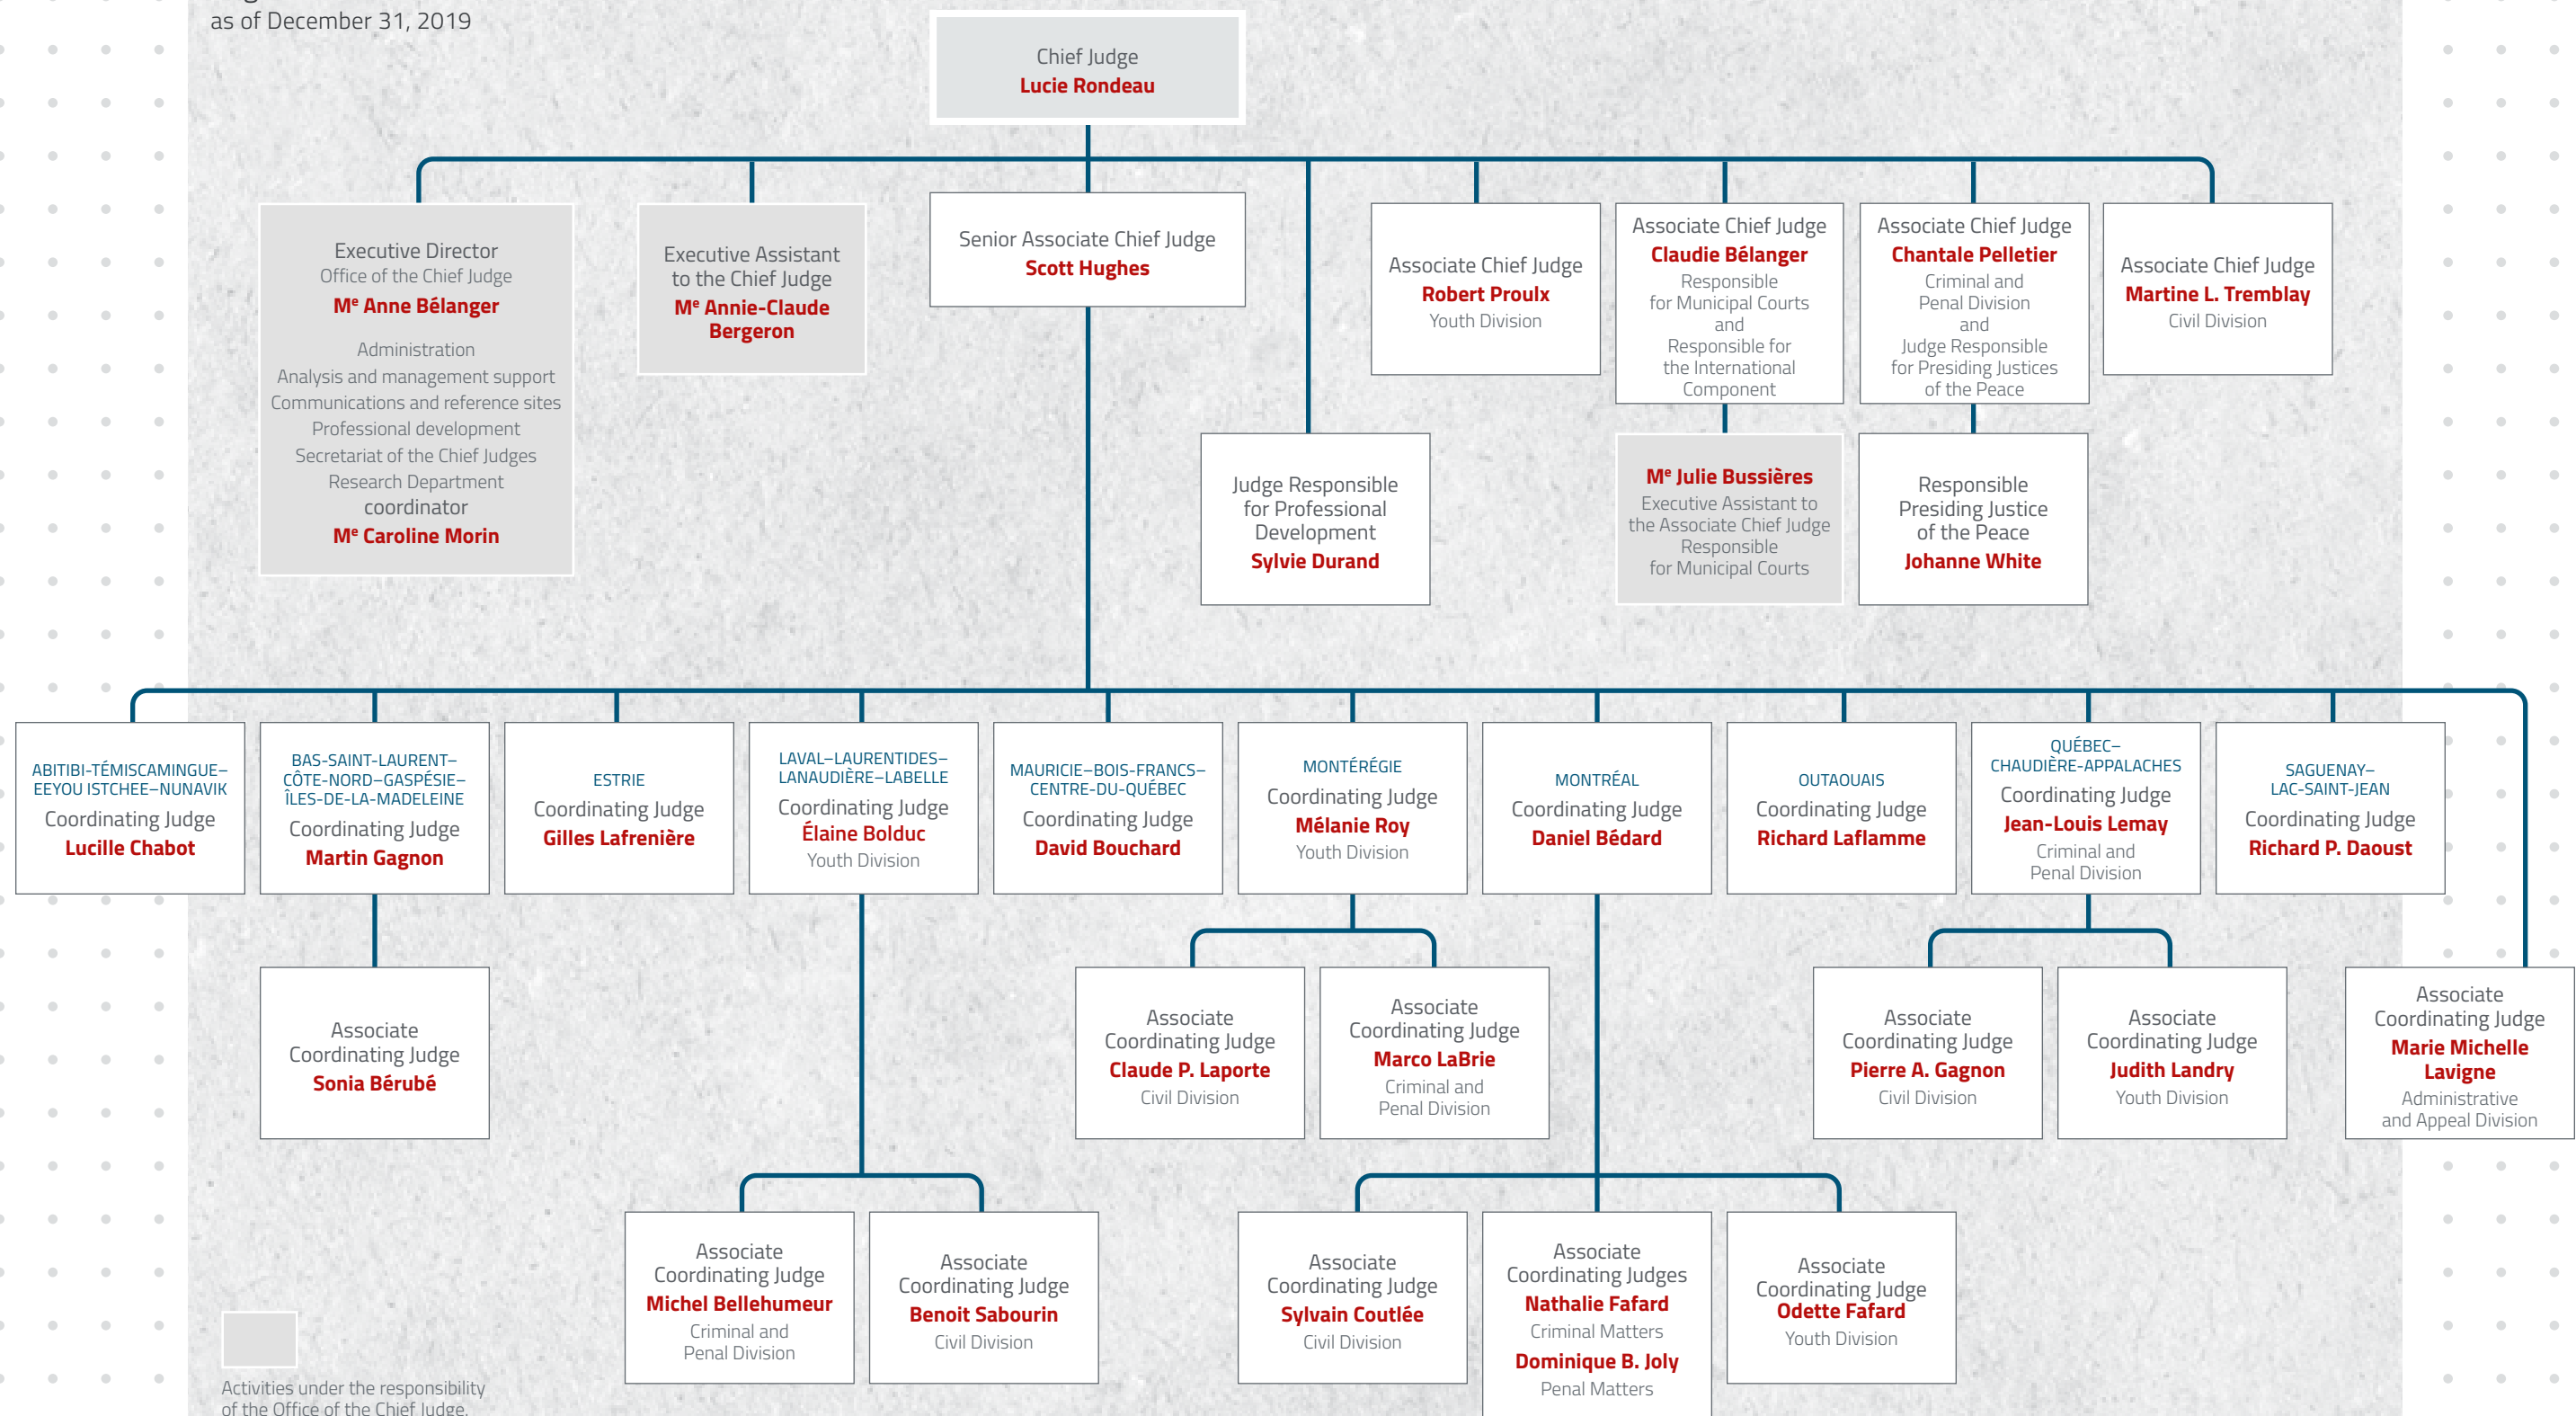 as of December 31, 2019
Chief Judge
Lucie Rondeau
Executive Director
Office of the Chief Judge
Me Anne Bélanger
Administration
Analysis and management support
Communications and reference sites
Professional development
Secretariat of the Chief Judges
Research Department
coordinator
Me Caroline Morin
Executive Assistant
to the Chief Judge
Me Annie-Claude
Bergeron
Senior Associate Chief Judge
Scott Hughes
Judge Responsible
for Professional
Development
Sylvie Durand
Associate Chief Judge
Robert Proulx
Youth Division
Associate Chief Judge
Claudie Bélanger
Responsible
for Municipal Courts
and
Responsible for
the International
Component
Me Julie Bussières
Executive Assistant to
the Associate Chief Judge
Responsible
for Municipal Courts
Associate Chief Judge
Chantale Pelletier
Criminal and
Penal Division
and
Judge Responsible
for Presiding Justices
of the Peace
Responsible
Presiding Justice
of the Peace
Johanne White
Associate Chief Judge
Martine L. Tremblay
Civil Division
ABITIBI-TÉMISCAMINGUE–
EEYOU ISTCHEE–NUNAVIK
Coordinating Judge
Lucille Chabot
BAS-SAINT-LAURENT–
CÔTE-NORD–GASPÉSIE–
ÎLES-DE-LA-MADELEINE
Coordinating Judge
Martin Gagnon
ESTRIE
Coordinating Judge
Gilles Lafrenière
LAVAL–LAURENTIDES–
LANAUDIÈRE–LABELLE
Coordinating Judge
Élaine Bolduc
Youth Division
MAURICIE–BOIS-FRANCS–
CENTRE-DU-QUÉBEC
Coordinating Judge
David Bouchard
MONTÉRÉGIE
Coordinating Judge
Mélanie Roy
Youth Division
MONTRÉAL
Coordinating Judge
Daniel Bédard
OUTAOUAIS
Coordinating Judge
Richard Laflamme
QUÉBEC–
CHAUDIÈRE-APPALACHES
Coordinating Judge
Jean-Louis Lemay
Criminal and
Penal Division
SAGUENAY–
LAC-SAINT-JEAN
Coordinating Judge
Richard P. Daoust
Associate
Coordinating Judge
Sonia Bérubé
Associate
Coordinating Judge
Claude P. Laporte
Civil Division
Associate
Coordinating Judge
Marco LaBrie
Criminal and
Penal Division
Associate
Coordinating Judge
Pierre A. Gagnon
Civil Division
Associate
Coordinating Judge
Judith Landry
Youth Division
Associate
Coordinating Judge
Marie Michelle
Lavigne
Administrative
and Appeal Division
Associate
Coordinating Judge
Michel Bellehumeur
Criminal and
Penal Division
Associate
Coordinating Judge
Benoit Sabourin
Civil Division
Associate
Coordinating Judge
Sylvain Coutlée
Civil Division
Associate
Coordinating Judges
Nathalie Fafard
Criminal Matters
Dominique B. Joly
Penal Matters
Associate
Coordinating Judge
Odette Fafard
Youth Division
Activities under the responsibility
of the Office of the Chief Judge.